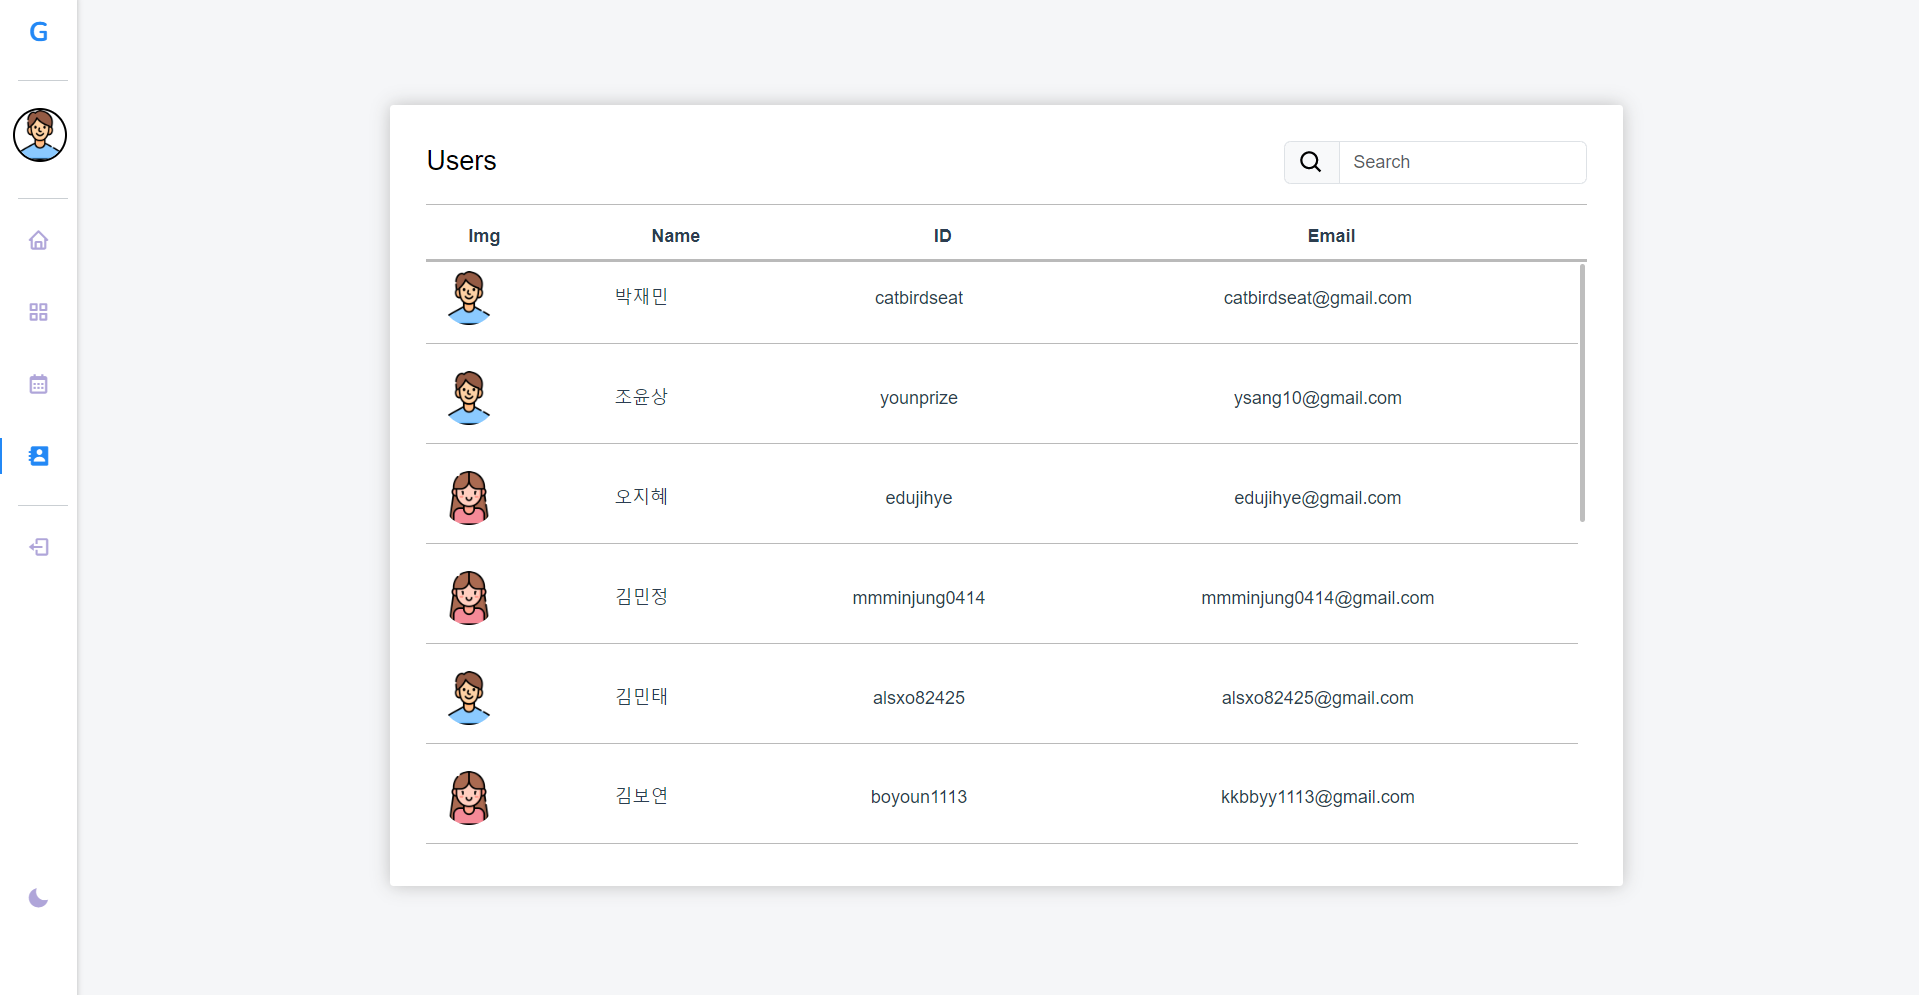 G
Users
Search
Img Name ID Email
박재민 catbirdseat catbirdseat@gmail.com
조윤상 younprize ysang10@gmail.com
오지혜 edujihye edujihye@gmail.com
김민정 mmminjung0414 mmminjung0414@gmail.com
김민태 alsxo82425 alsxo82425@gmail.com
김보연 boyoun1113 kkbbyy1113@gmail.com